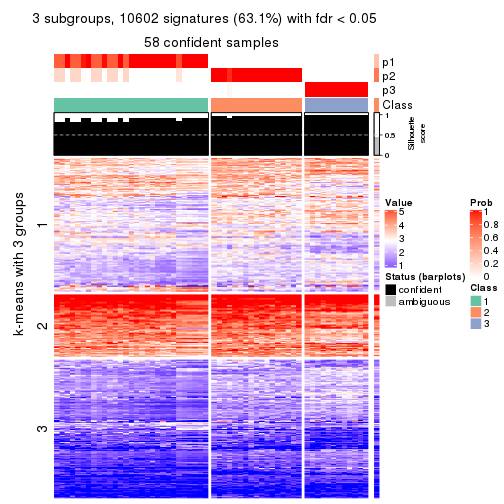 3 subgroups, 10602 signatures (63.1%) with fdr < 0.05
58 confident samples
p1
p2
p3
Class
1
0.5
0
Silhouette
score
k-means with 3 groups
1
2
3
Value
5
4
3
2
1
Status (barplots)
confident
ambiguous
Prob
1
0.8
0.6
0.4
0.2
0
Class
1
2
3